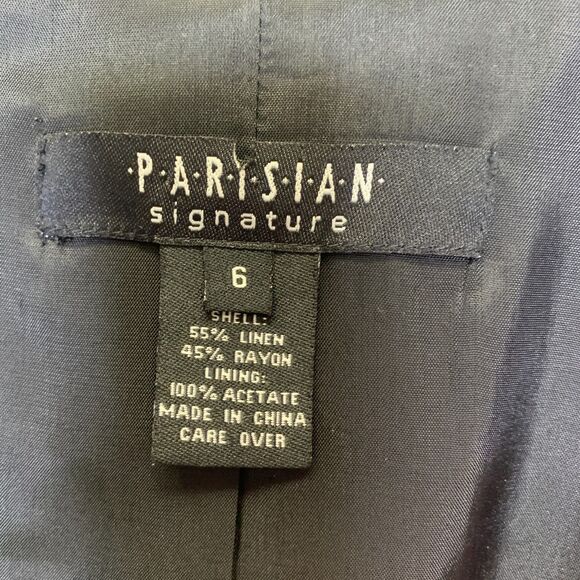 ·P·A·R·I·S·I·A·N·
signature
6
SHELL:
55% LINEN
45% RAYON
LINING:
100% ACETATE
MADE IN CHINA
CARE OVER